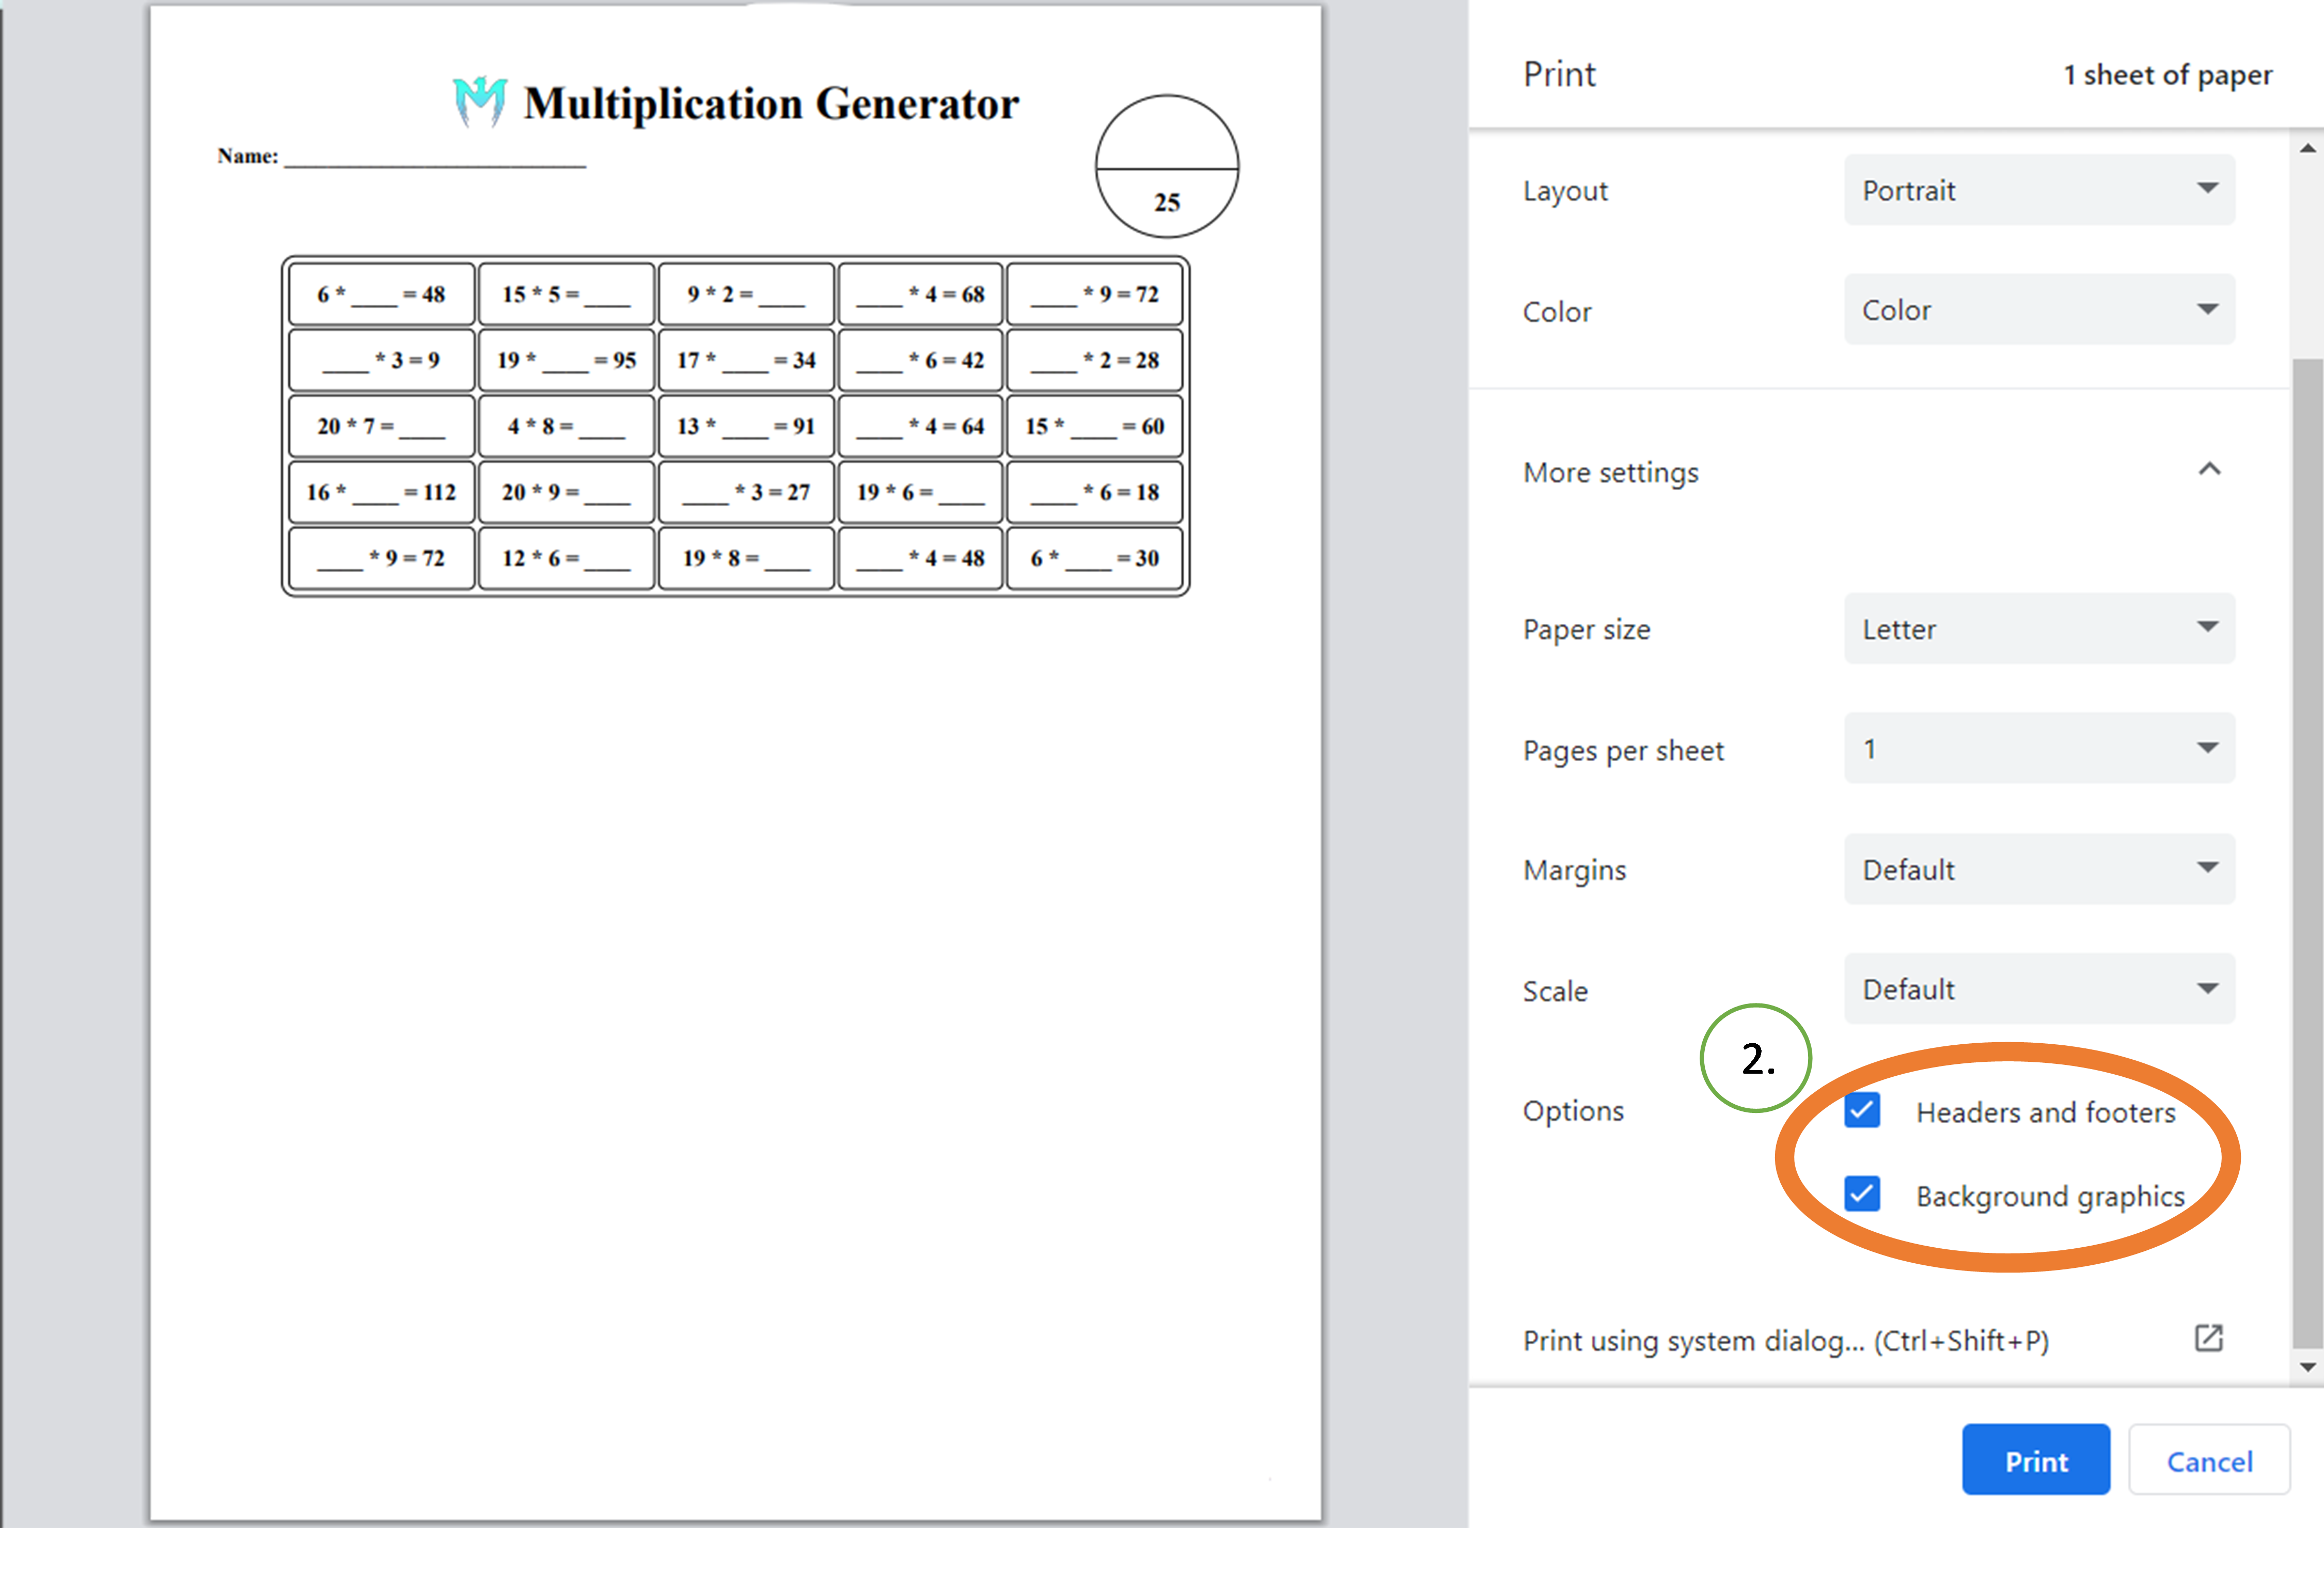 Multiplication Generator
Name: ____________________
25
6 * ____ = 48 15 * 5 = ____ 9 * 2 = ____ ____ * 4 = 68 ____ * 9 = 72
____ * 3 = 9 19 * ____ = 95 17 * ____ = 34 ____ * 6 = 42 ____ * 2 = 28
20 * 7 = ____ 4 * 8 = ____ 13 * ____ = 91 ____ * 4 = 64 15 * ____ = 60
16 * ____ = 112 20 * 9 = ____ ____ * 3 = 27 19 * 6 = ____ ____ * 6 = 18
____ * 9 = 72 12 * 6 = ____ 19 * 8 = ____ ____ * 4 = 48 6 * ____ = 30
Print 1 sheet of paper
Layout Portrait
Color Color
More settings
Paper size Letter
Pages per sheet 1
Margins Default
Scale Default
2.
Options Headers and footers
Background graphics
Print using system dialog... (Ctrl+Shift+P)
Print Cancel